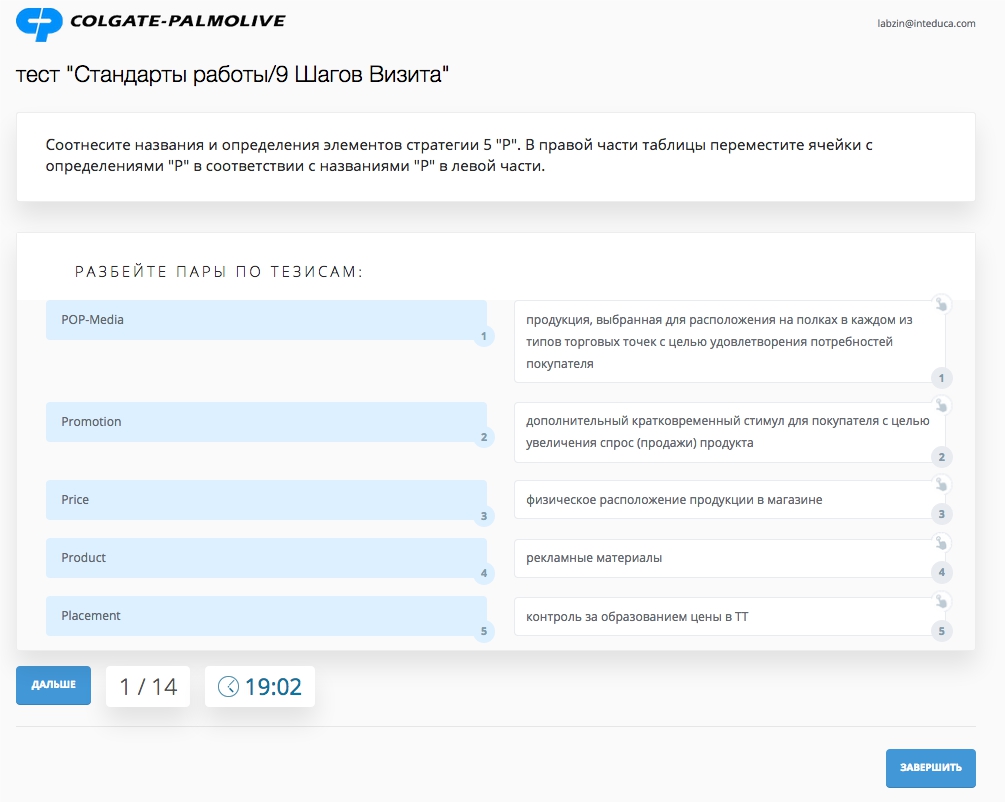 COLGATE-PALMOLIVE
labzin@inteduca.com
тест "Стандарты работы/9 Шагов Визита"
Соотнесите названия и определения элементов стратегии 5 "Р". В правой части таблицы переместите ячейки с
определениями "Р" в соответствии с названиями "Р" в левой части.
РАЗБЕЙТЕ ПАРЫ ПО ТЕЗИСАМ:
POP-Media
1
продукция, выбранная для расположения на полках в каждом из
типов торговых точек с целью удовлетворения потребностей
покупателя
1
Promotion
2
дополнительный кратковременный стимул для покупателя с целью
увеличения спрос (продажи) продукта
2
Price
3
физическое расположение продукции в магазине
3
Product
4
рекламные материалы
4
Placement
5
контроль за образованием цены в ТТ
5
ДАЛЬШЕ
1 / 14
19:02
ЗАВЕРШИТЬ